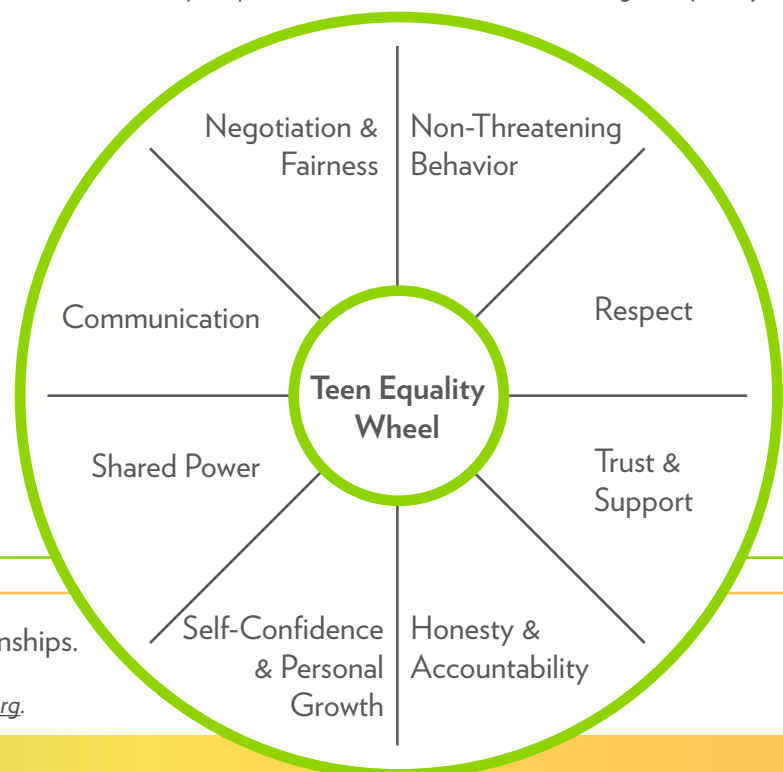 Negotiation &
Fairness
Non-Threatening
Behavior
Respect
Trust &
Support
Honesty &
Accountability
Self-Confidence
& Personal
Growth
Shared Power
Communication
Teen Equality
Wheel
nships.
rg.